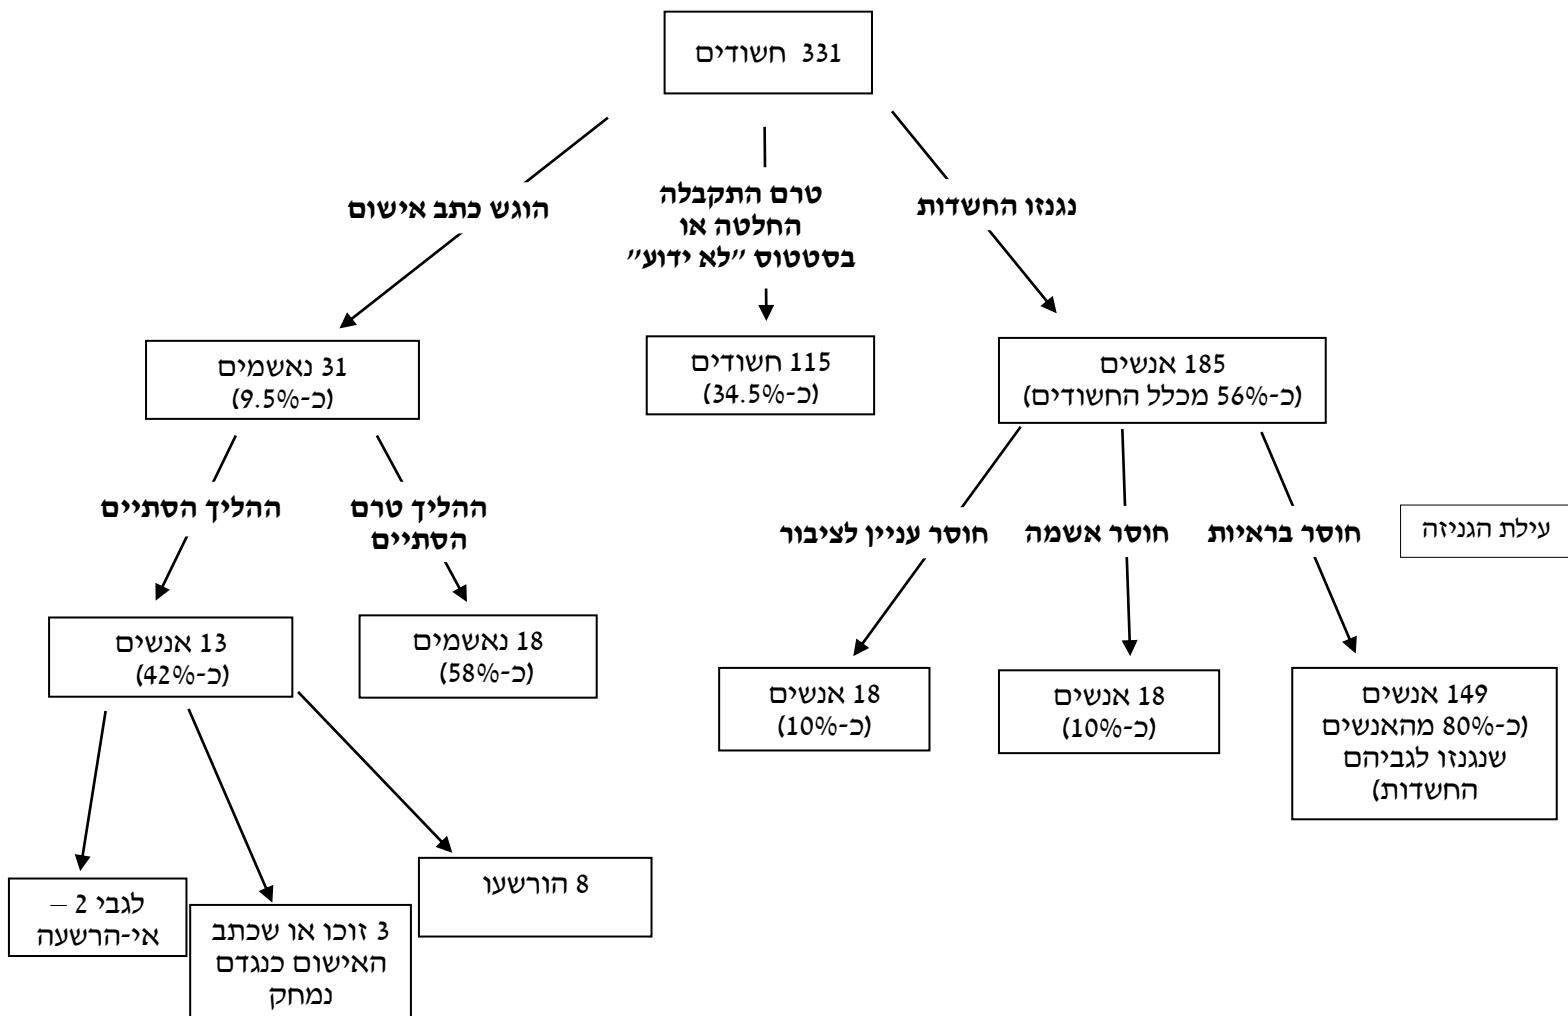 331 חשודים
נגנזו החשדות
טרם התקבלה
החלטה או
בסטטוס "לא ידוע"
הוגש כתב אישום
185 אנשים
(כ-56% מכלל החשודים)
115 חשודים
(כ-34.5%)
31 נאשמים
(כ-9.5%)
עילת הגניזה
חוסר בראיות
חוסר אשמה
חוסר עניין לציבור
ההליך טרם
הסתיים
ההליך הסתיים
149 אנשים
(כ-80% מהאנשים
שנגנזו לגביהם
החשדות)
18 אנשים
(כ-10%)
18 אנשים
(כ-10%)
18 נאשמים
(כ-58%)
13 אנשים
(כ-42%)
8 הורשעו
3 זוכו או שכתב
האישום כנגדם
נמחק
לגבי 2 –
אי-הרשעה